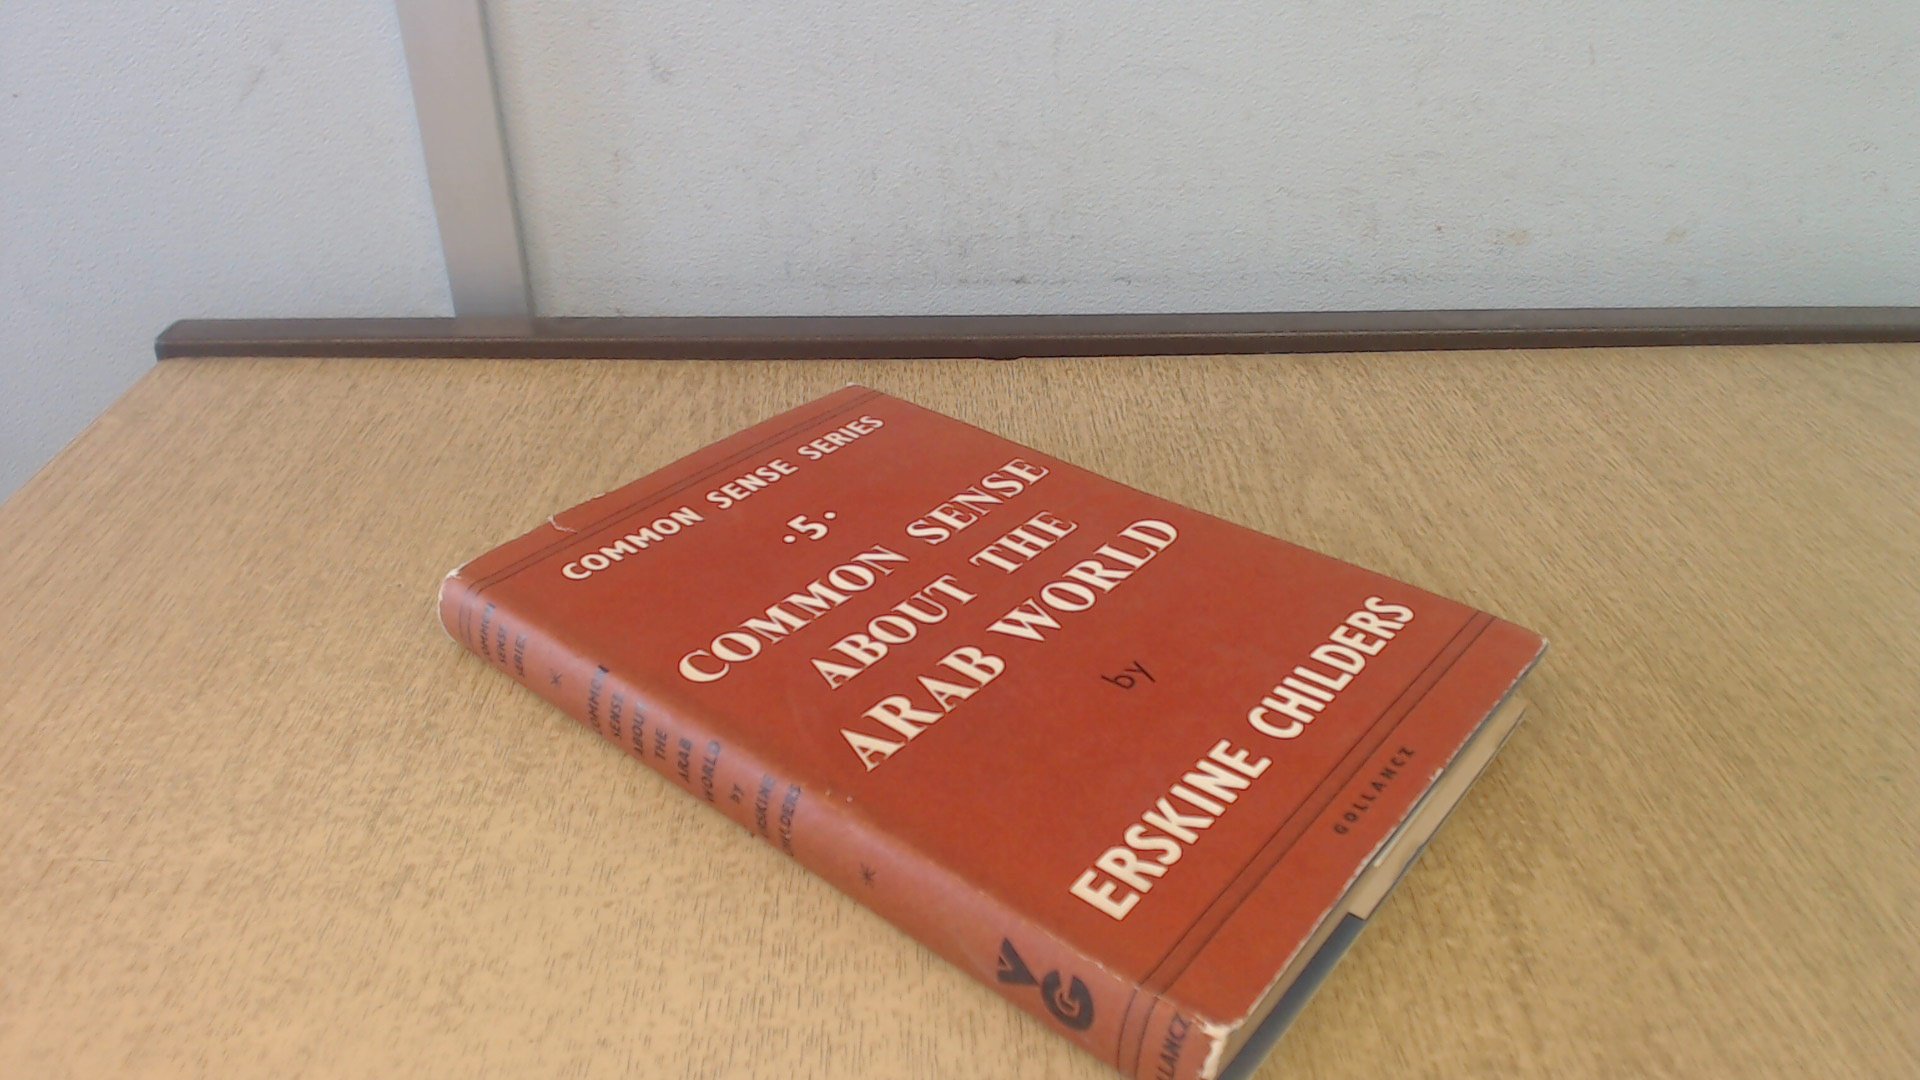 COMMON SENSE SERIES
·5·
COMMON SENSE
ABOUT THE
ARAB WORLD
by
ERSKINE CHILDERS
GOLLANCZ
COMMON
SENSE
SERIES
*
COMMON
SENSE
ABOUT
THE
ARAB
WORLD
by
ERSKINE
CHILDERS
*
VG